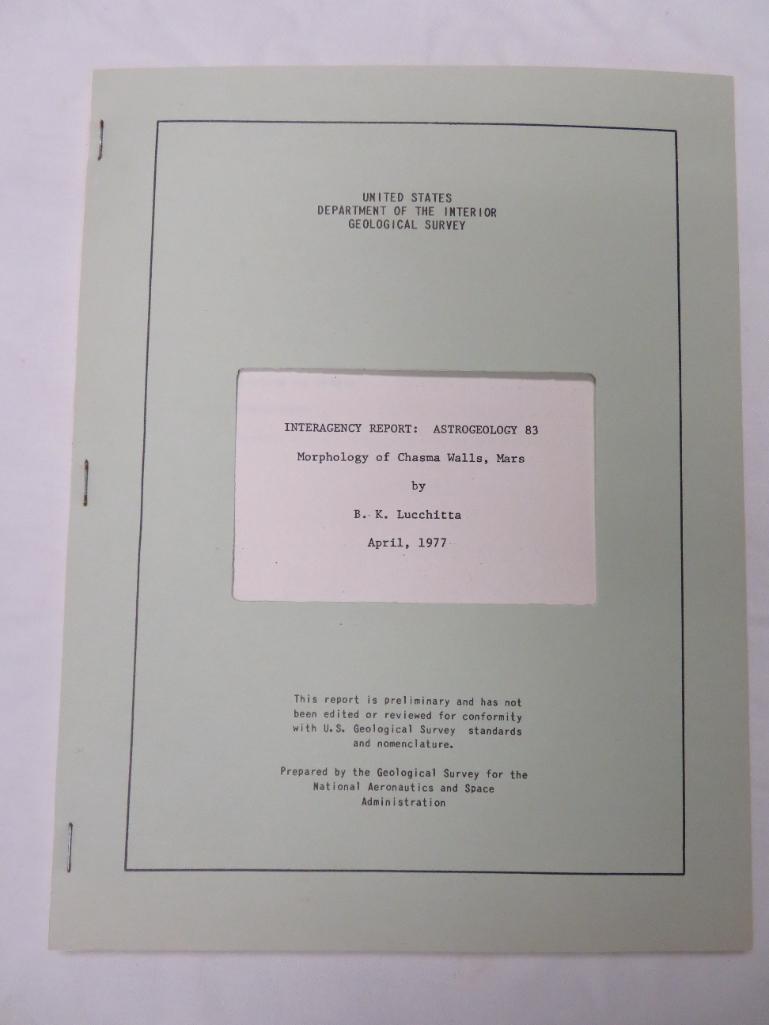 UNITED STATES
DEPARTMENT OF THE INTERIOR
GEOLOGICAL SURVEY
INTERAGENCY REPORT: ASTROGEOLOGY 83
Morphology of Chasma Walls, Mars
by
B. K. Lucchitta
April, 1977
This report is preliminary and has not
been edited or reviewed for conformity
with U.S. Geological Survey standards
and nomenclature.
Prepared by the Geological Survey for the
National Aeronautics and Space
Administration